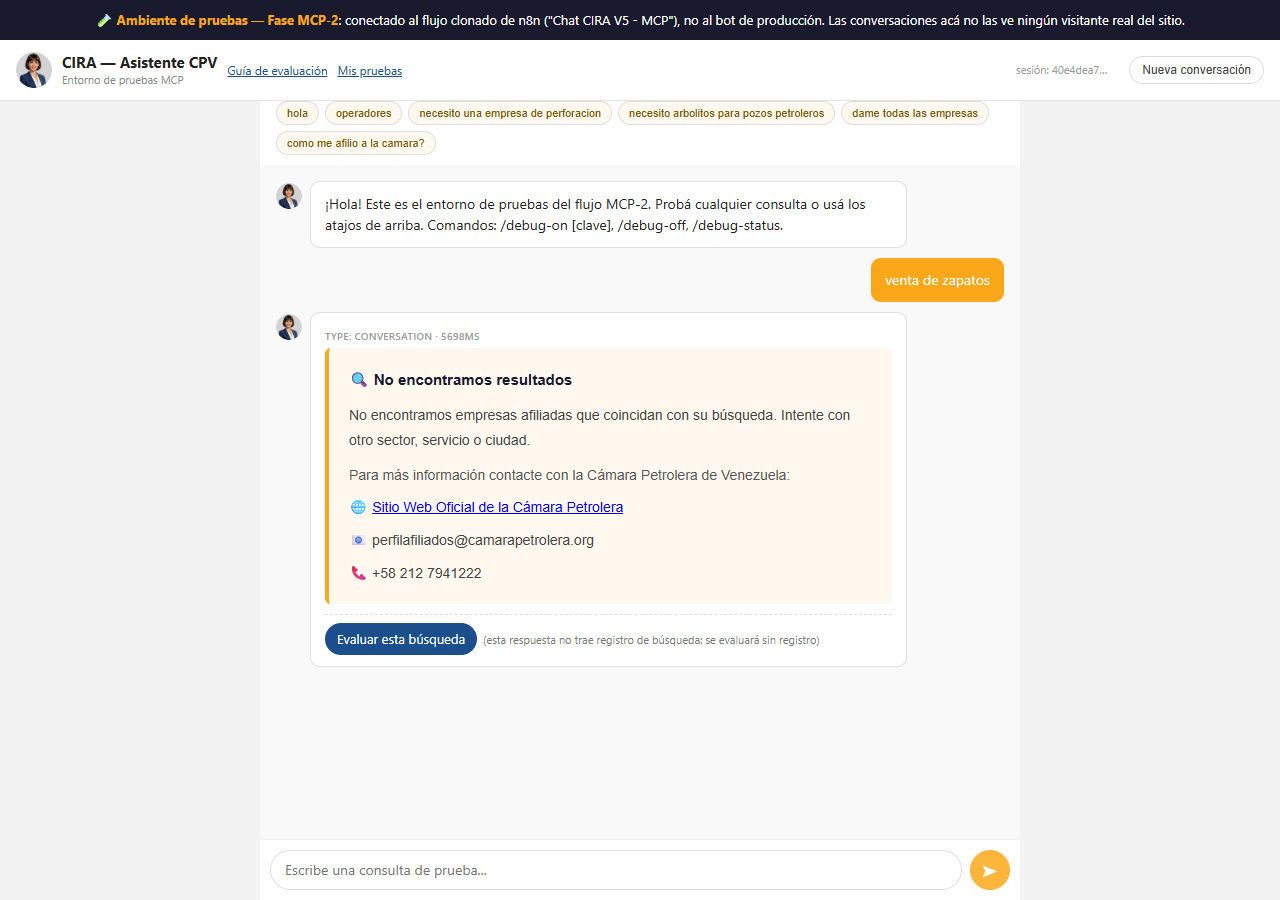 Ambiente de pruebas — Fase MCP-2: conectado al flujo clonado de n8n ("Chat CIRA V5 - MCP"), no al bot de producción. Las conversaciones acá no las ve ningún visitante real del sitio.
CIRA — Asistente CPV
Entorno de pruebas MCP
Guía de evaluación
Mis pruebas
sesión: 40e4dea7...
Nueva conversación
hola
operadores
necesito una empresa de perforacion
necesito arbolitos para pozos petroleros
dame todas las empresas
como me afilio a la camara?
¡Hola! Este es el entorno de pruebas del flujo MCP-2. Probá cualquier consulta o usá los
atajos de arriba. Comandos: /debug-on [clave], /debug-off, /debug-status.
venta de zapatos
TYPE: CONVERSATION · 5698MS
No encontramos resultados
No encontramos empresas afiliadas que coincidan con su búsqueda. Intente con
otro sector, servicio o ciudad.
Para más información contacte con la Cámara Petrolera de Venezuela:
Sitio Web Oficial de la Cámara Petrolera
perfilafiliados@camarapetrolera.org
+58 212 7941222
Evaluar esta búsqueda
(esta respuesta no trae registro de búsqueda: se evaluará sin registro)
Escribe una consulta de prueba...